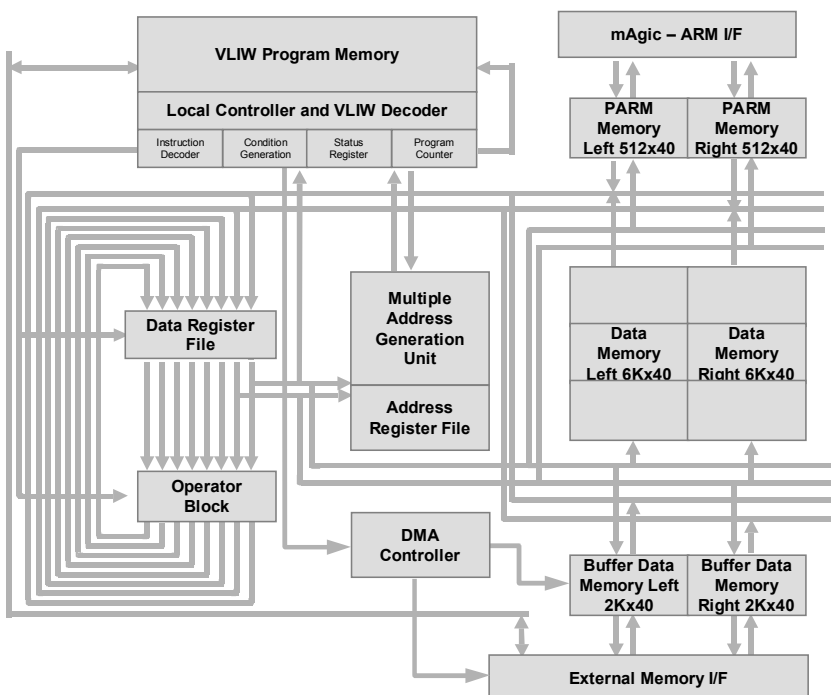 VLIW Program Memory
mAgic – ARM I/F
Local Controller and VLIW Decoder
Instruction
Decoder
Condition
Generation
Status
Register
Program
Counter
PARM
Memory
Left 512x40
PARM
Memory
Right 512x40
Multiple
Address
Generation
Unit
Data Register
File
Data
Memory
Left 6Kx40
Data
Memory
Right 6Kx40
Address
Register File
Operator
Block
DMA
Controller
Buffer Data
Memory Left
2Kx40
Buffer Data
Memory
Right 2Kx40
External Memory I/F